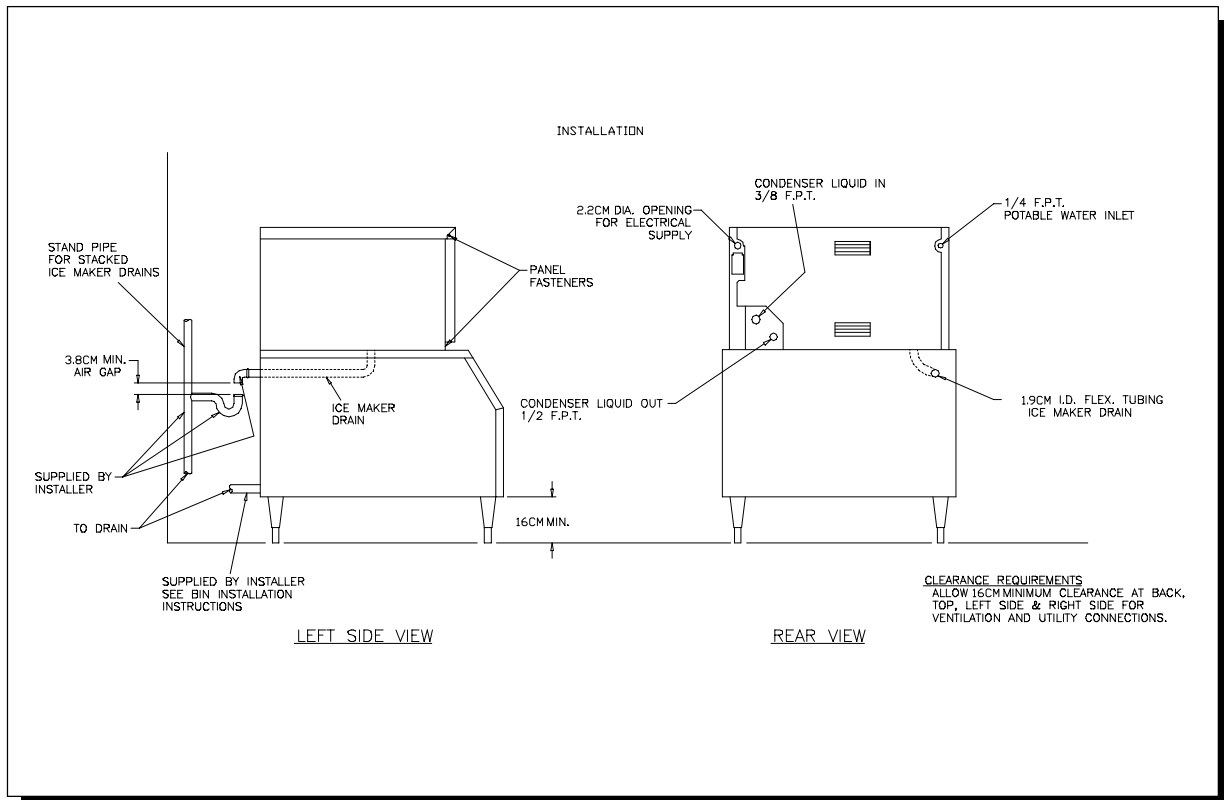 INSTALLATION
CONDENSER LIQUID IN
3/8 F.P.T.
2.2CM DIA. OPENING
FOR ELECTRICAL
SUPPLY
1/4 F.P.T.
POTABLE WATER INLET
STAND PIPE
FOR STACKED
ICE MAKER DRAINS
PANEL
FASTENERS
3.8CM MIN.
AIR GAP
ICE MAKER
DRAIN
CONDENSER LIQUID OUT
1/2 F.P.T.
1.9CM I.D. FLEX. TUBING
ICE MAKER DRAIN
SUPPLIED BY
INSTALLER
TO DRAIN
16CM MIN.
SUPPLIED BY INSTALLER
SEE BIN INSTALLATION
INSTRUCTIONS
CLEARANCE REQUIREMENTS
ALLOW 16CM MINIMUM CLEARANCE AT BACK,
TOP, LEFT SIDE & RIGHT SIDE FOR
VENTILATION AND UTILITY CONNECTIONS.
LEFT SIDE VIEW
REAR VIEW